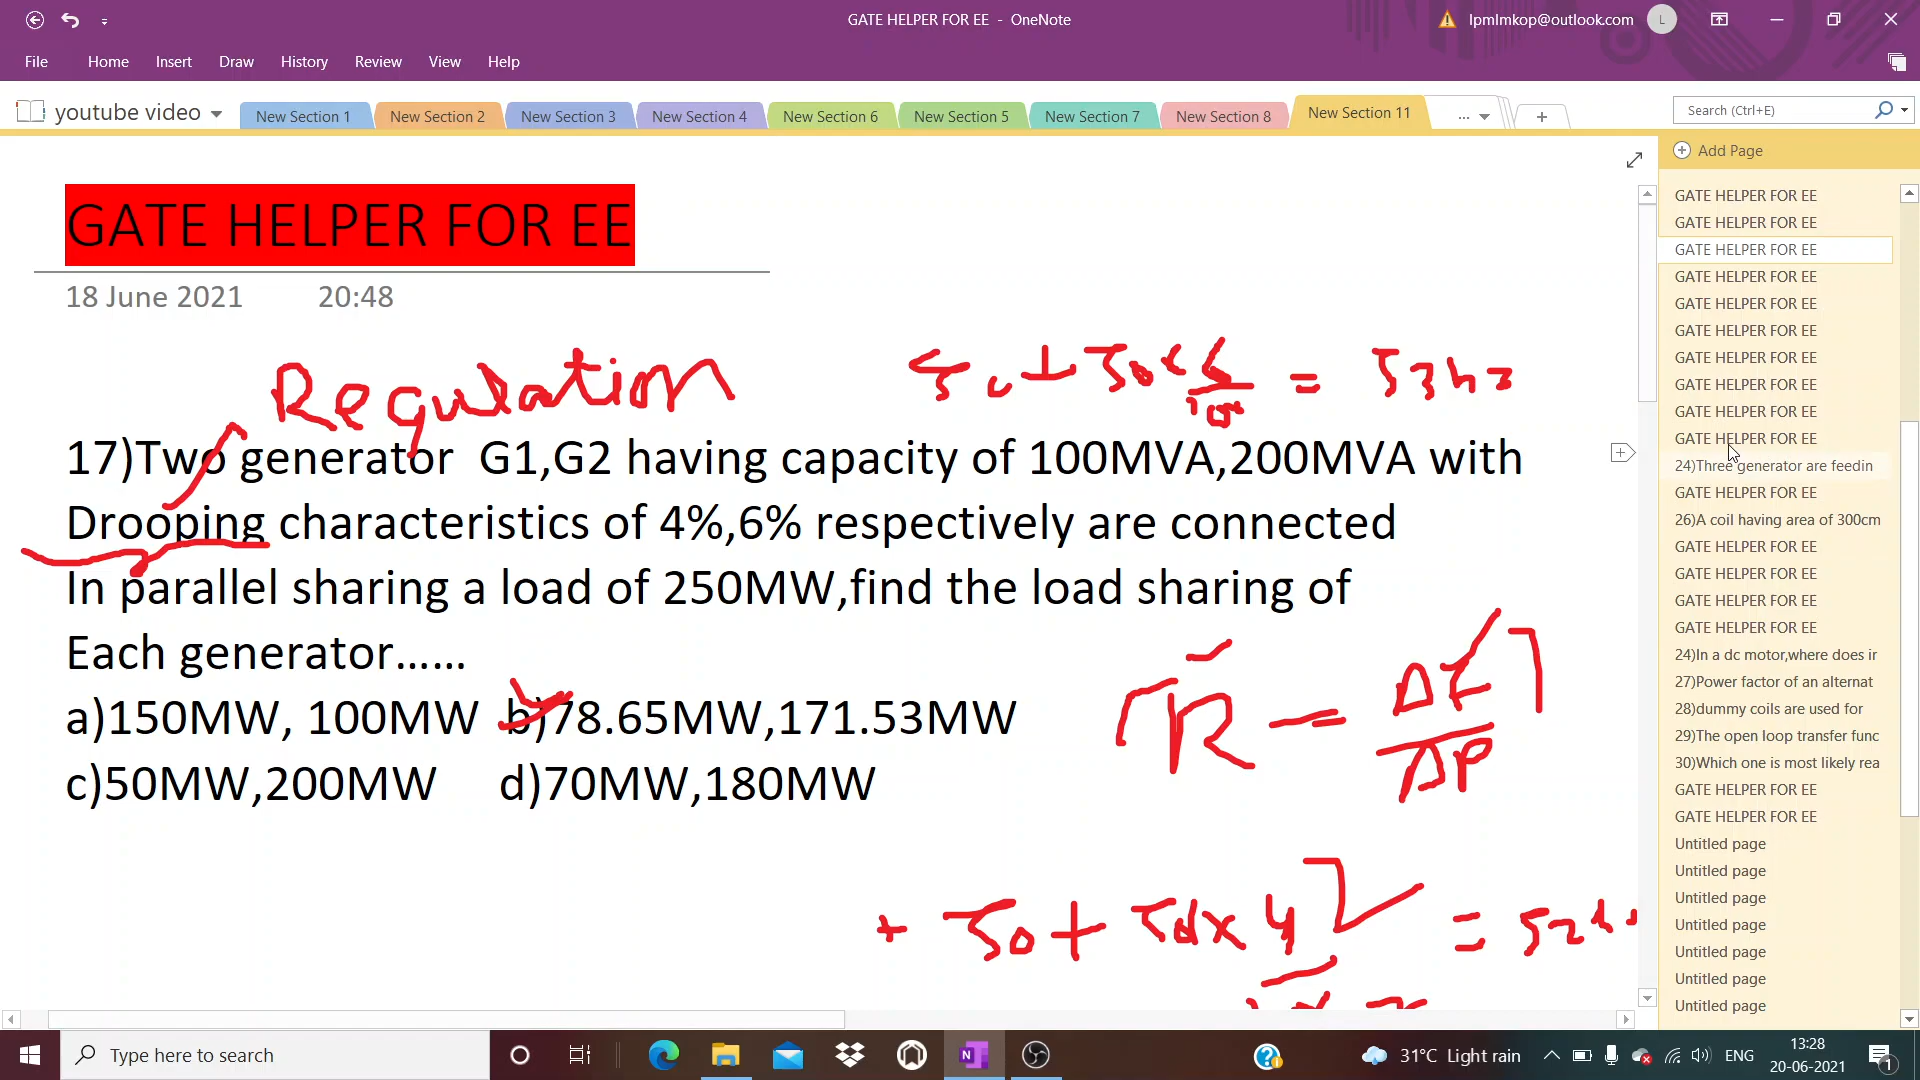 GATE HELPER FOR EE - OneNote
lpmlmkop@outlook.com L
File Home Insert Draw History Review View Help
youtube video New Section 1 New Section 2 New Section 3 New Section 4 New Section 6 New Section 5 New Section 7 New Section 8 New Section 11 ... +
Search (Ctrl+E)
Add Page
GATE HELPER FOR EE
18 June 2021 20:48
Regulation
50+50x6/100 = 53hz
17)Two generator G1,G2 having capacity of 100MVA,200MVA with
Drooping characteristics of 4%,6% respectively are connected
In parallel sharing a load of 250MW,find the load sharing of
Each generator......
a)150MW, 100MW b)78.65MW,171.53MW
c)50MW,200MW d)70MW,180MW
R = ΔF/ΔP
GATE HELPER FOR EE
GATE HELPER FOR EE
GATE HELPER FOR EE
GATE HELPER FOR EE
GATE HELPER FOR EE
GATE HELPER FOR EE
GATE HELPER FOR EE
GATE HELPER FOR EE
GATE HELPER FOR EE
GATE HELPER FOR EE
24)Three generator are feedin
GATE HELPER FOR EE
26)A coil having area of 300cm
GATE HELPER FOR EE
GATE HELPER FOR EE
GATE HELPER FOR EE
GATE HELPER FOR EE
24)In a dc motor,where does ir
27)Power factor of an alternat
28)dummy coils are used for
29)The open loop transfer func
30)Which one is most likely rea
GATE HELPER FOR EE
GATE HELPER FOR EE
Untitled page
Untitled page
Untitled page
Untitled page
Untitled page
Untitled page
Untitled page
Type here to search
31°C Light rain
ENG
13:28
20-06-2021
1